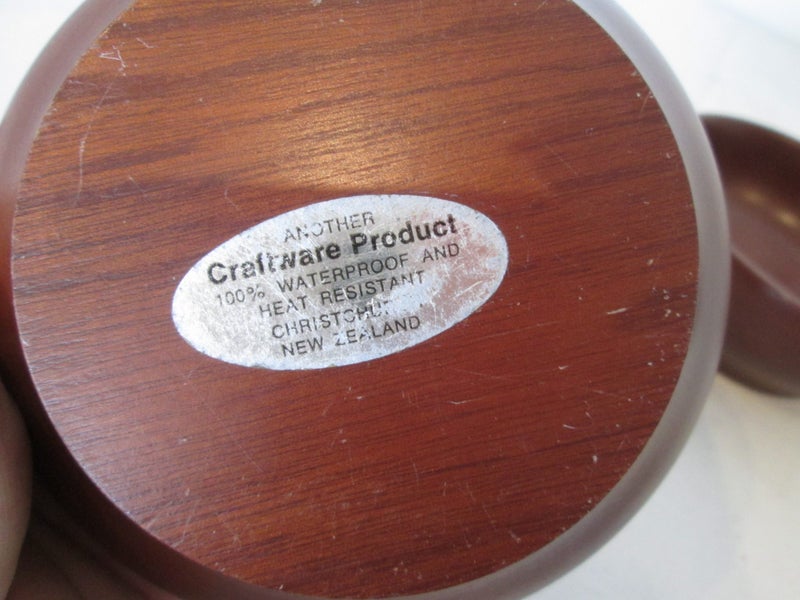 ANOTHER
Craftware Product
100% WATERPROOF AND
HEAT RESISTANT
NEW ZEALAND